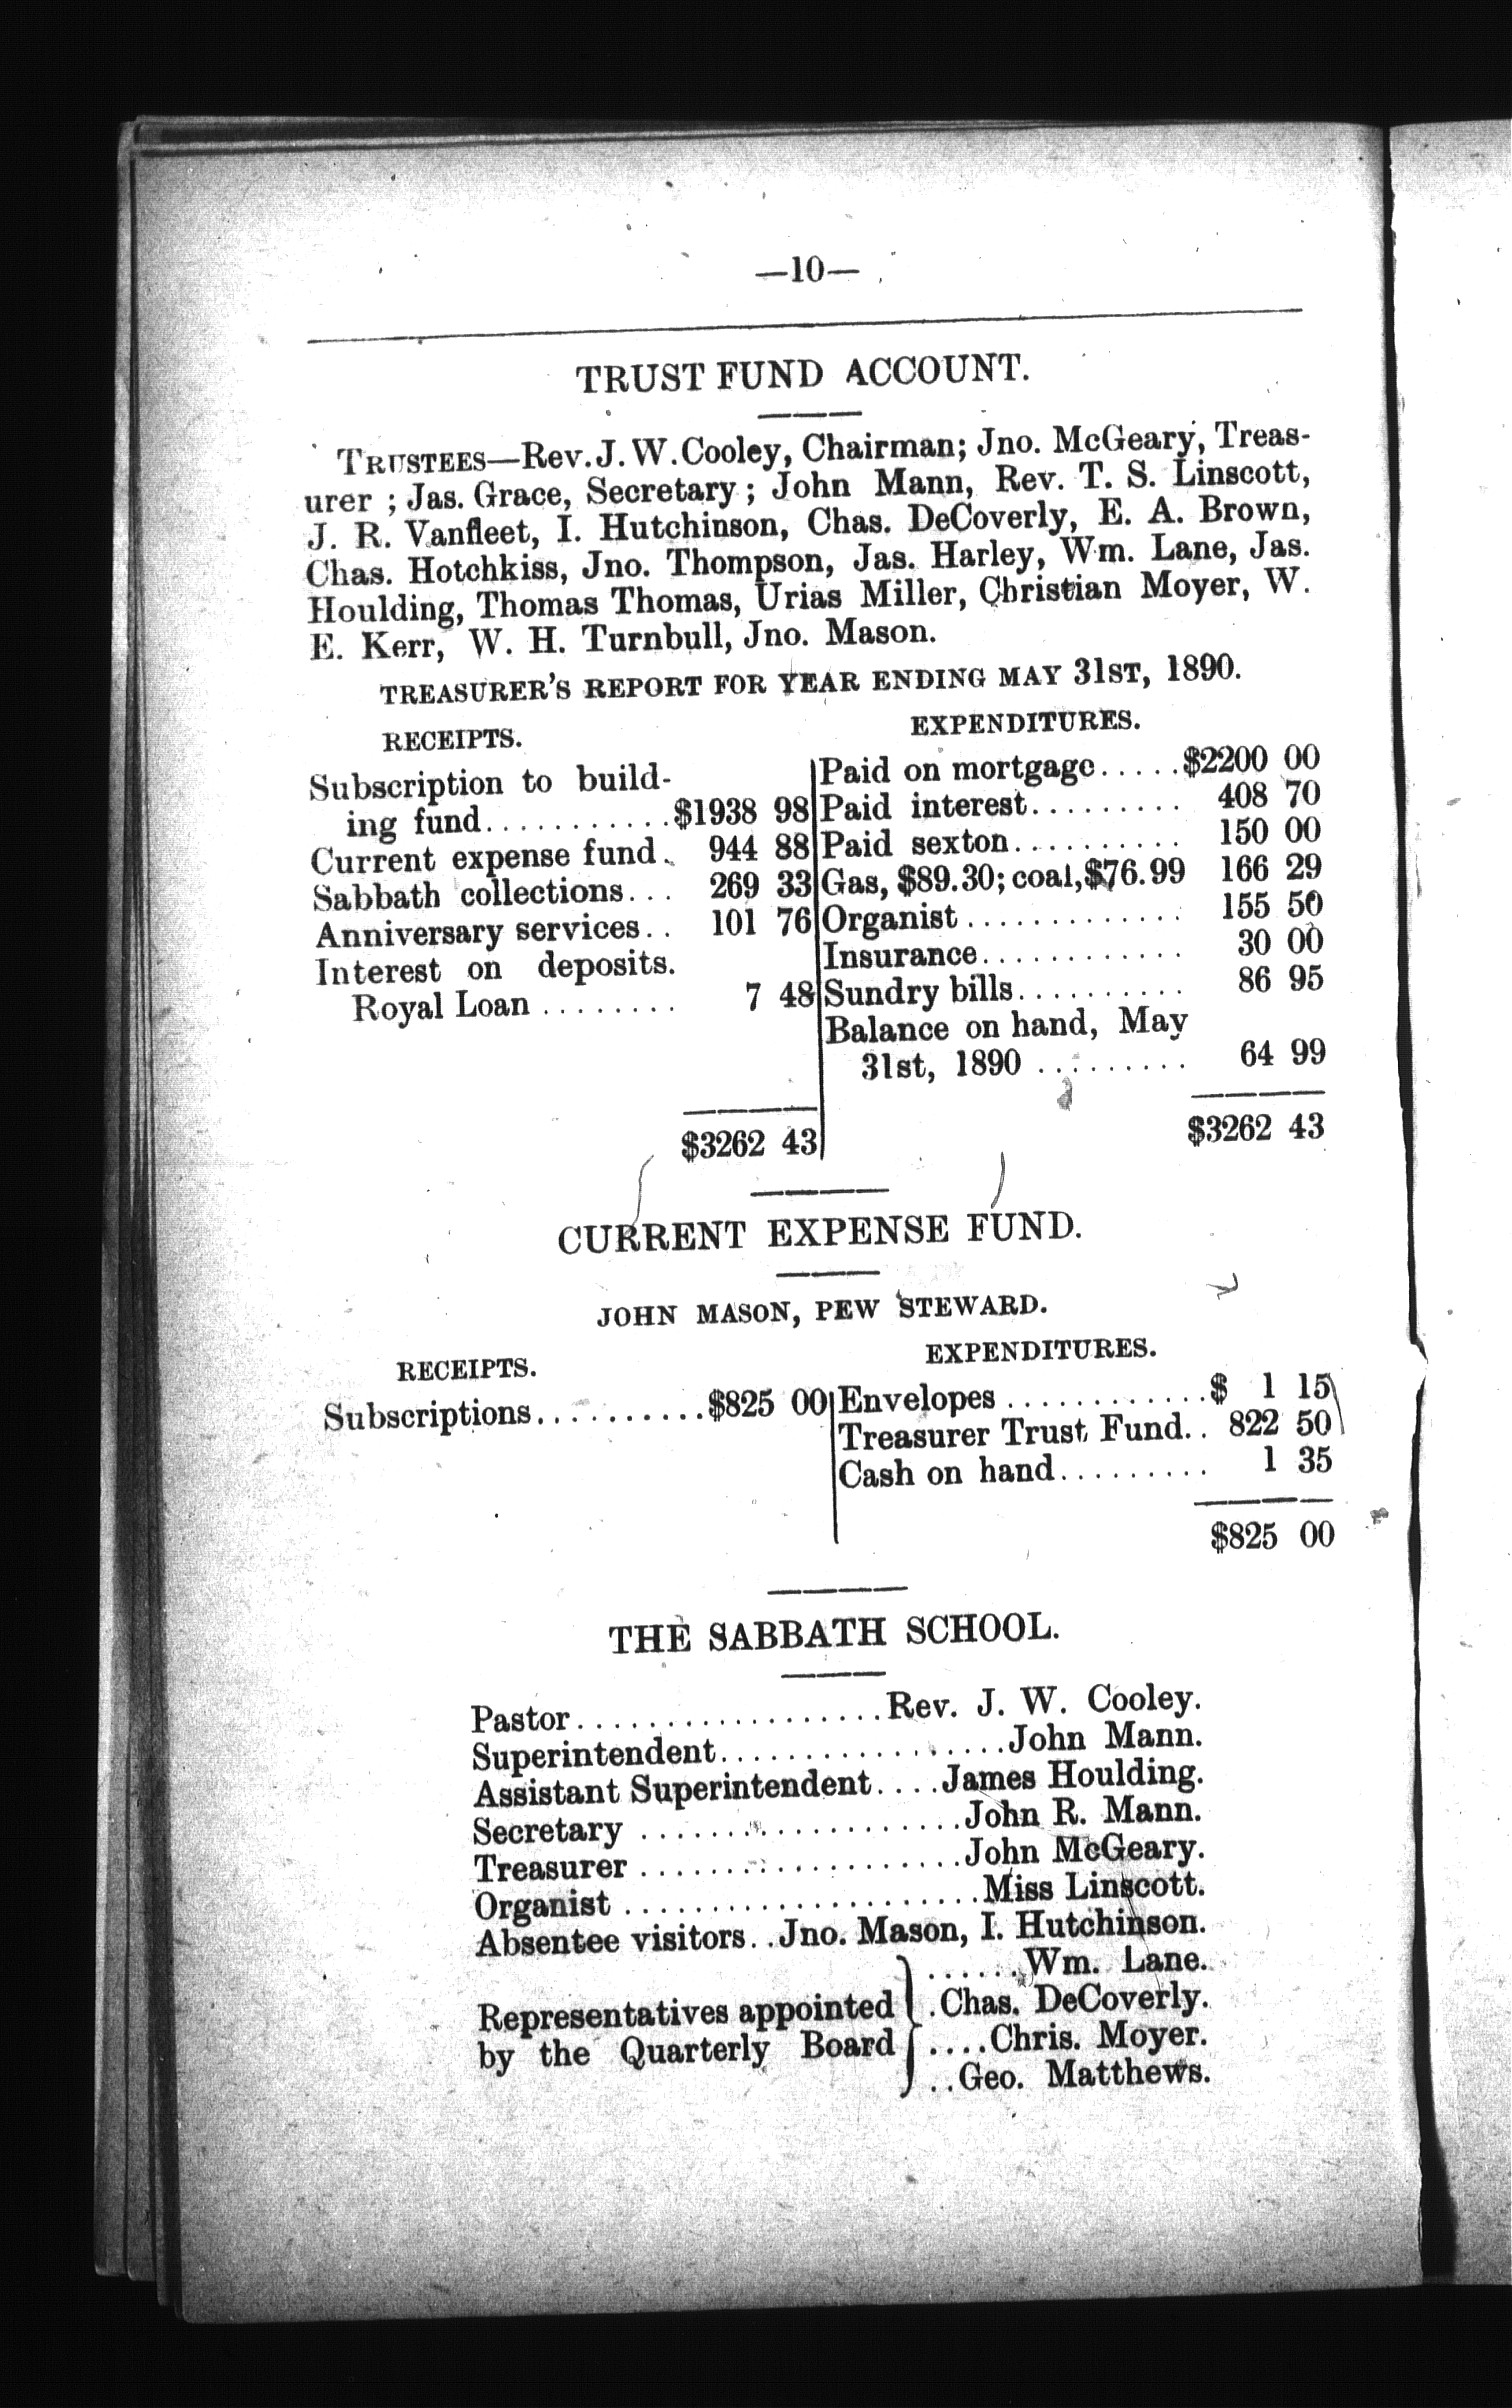 —10—
TRUST FUND ACCOUNT.
TRUSTEES—Rev. J. W. Cooley, Chairman; Jno. McGeary, Treas-
urer ; Jas. Grace, Secretary ; John Mann, Rev. T. S. Linscott,
J. R. Vanfleet, I. Hutchinson, Chas. DeCoverly, E. A. Brown,
Chas. Hotchkiss, Jno. Thompson, Jas. Harley, Wm. Lane, Jas.
Houlding, Thomas Thomas, Urias Miller, Christian Moyer, W.
E. Kerr, W. H. Turnbull, Jno. Mason.
TREASURER'S REPORT FOR YEAR ENDING MAY 31ST, 1890.
RECEIPTS.
Subscription to build-
ing fund...........$1938 98
Current expense fund. 944 88
Sabbath collections... 269 33
Anniversary services.. 101 76
Interest on deposits.
Royal Loan ........ 7 48
$3262 43
EXPENDITURES.
Paid on mortgage.....$2200 00
Paid interest......... 408 70
Paid sexton.......... 150 00
Gas, $89.30; coal, $76.99 166 29
Organist............. 155 50
Insurance............ 30 00
Sundry bills.......... 86 95
Balance on hand, May
31st, 1890 ......... 64 99
$3262 43
CURRENT EXPENSE FUND.
JOHN MASON, PEW STEWARD.
RECEIPTS.
Subscriptions..........$825 00
EXPENDITURES.
Envelopes ............$ 1 15
Treasurer Trust Fund.. 822 50
Cash on hand......... 1 35
$825 00
THE SABBATH SCHOOL.
Pastor..................Rev. J. W. Cooley.
Superintendent.................John Mann.
Assistant Superintendent....James Houlding.
Secretary ...................John R. Mann.
Treasurer ...................John McGeary.
Organist .....................Miss Linscott.
Absentee visitors..Jno. Mason, I. Hutchinson.
......Wm. Lane.
Representatives appointed .Chas. DeCoverly.
by the Quarterly Board ....Chris. Moyer.
..Geo. Matthews.